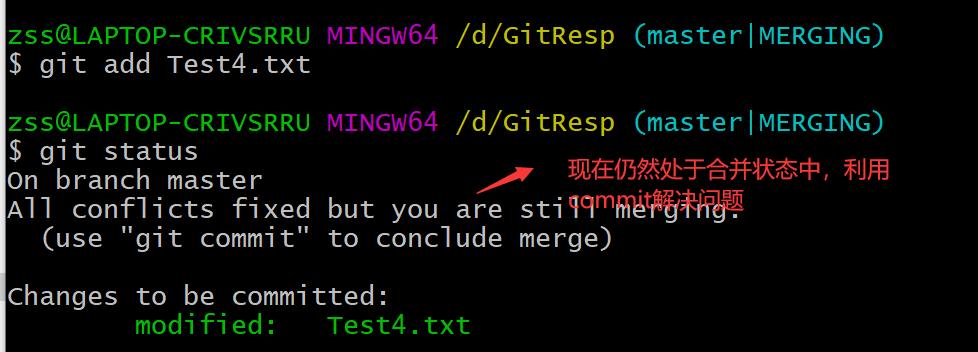 zss@LAPTOP-CRIVSRRU MINGW64 /d/GitResp (master|MERGING)
$ git add Test4.txt
zss@LAPTOP-CRIVSRRU MINGW64 /d/GitResp (master|MERGING)
$ git status
On branch master
现在仍然处于合并状态中，利用
commit解决问题
All conflicts fixed but you are still merging.
(use "git commit" to conclude merge)
Changes to be committed:
modified: Test4.txt